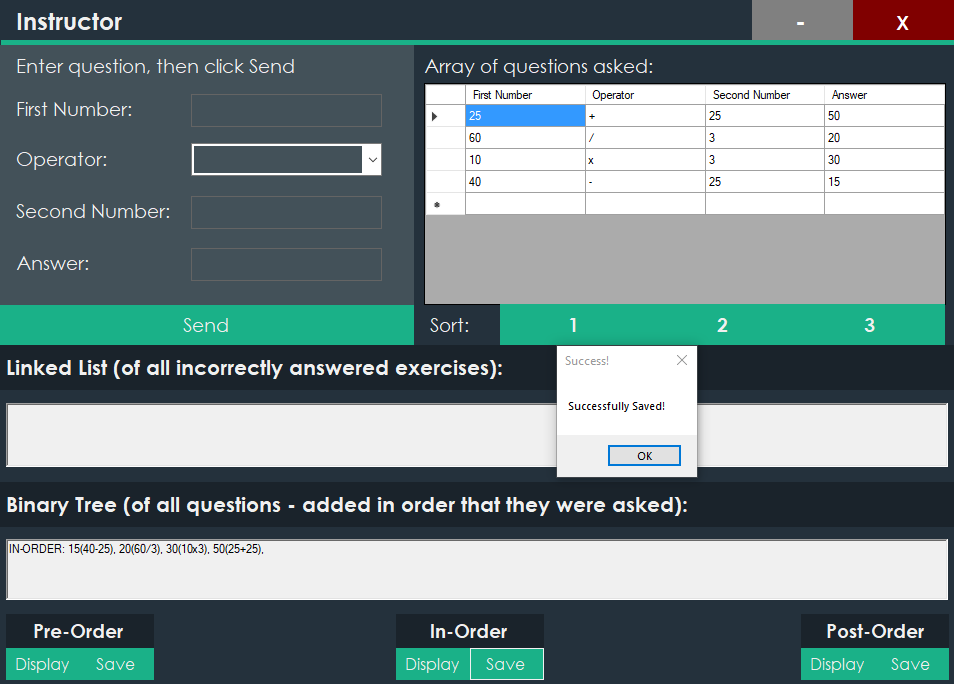 Instructor - X
Enter question, then click Send
First Number:
Operator:
Second Number:
Answer:
Send
Array of questions asked:
First Number Operator Second Number Answer
25 + 25 50
60 / 3 20
10 x 3 30
40 - 25 15
Sort: 1 2 3
Linked List (of all incorrectly answered exercises):
Success!
Successfully Saved!
OK
Binary Tree (of all questions - added in order that they were asked):
IN-ORDER: 15(40-25), 20(60/3), 30(10x3), 50(25+25),
Pre-Order In-Order Post-Order
Display Save Display Save Display Save